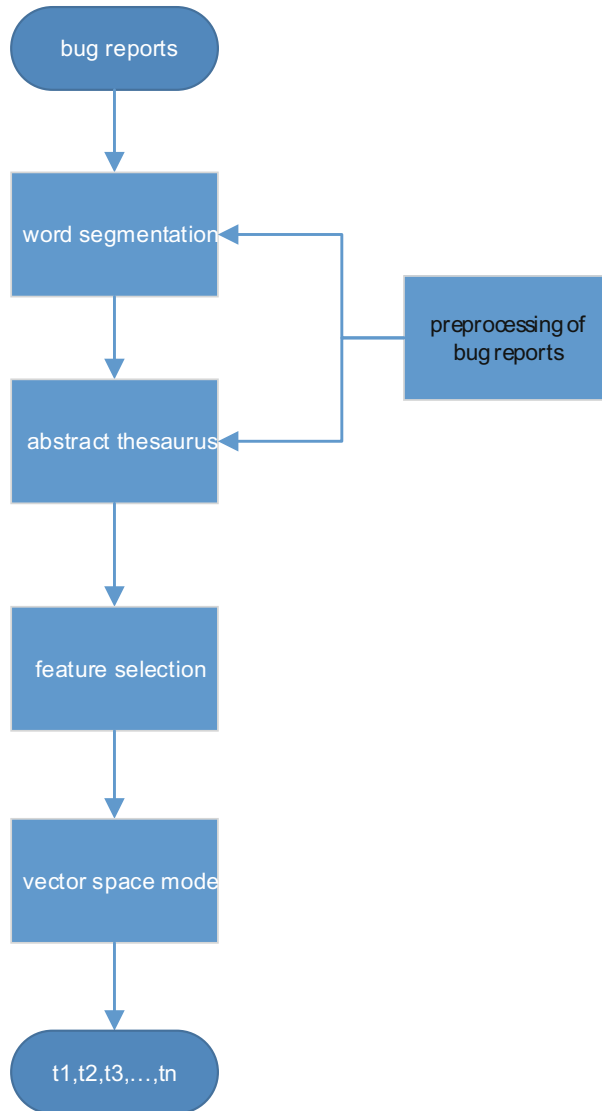 bug reports
word segmentation
preprocessing of
bug reports
abstract thesaurus
feature selection
vector space mode
t1,t2,t3,…,tn